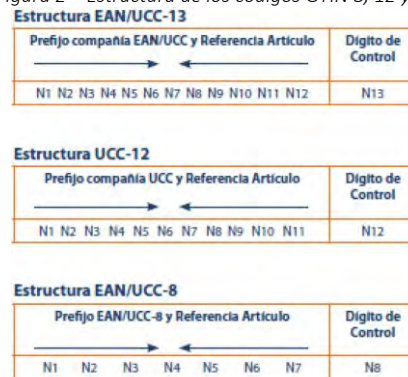 Estructura EAN/UCC-13
Prefijo compañía EAN/UCC y Referencia Artículo
Dígito de
Control
N1 N2 N3 N4 N5 N6 N7 N8 N9 N10 N11 N12
N13
Estructura UCC-12
Prefijo compañía UCC y Referencia Artículo
Dígito de
Control
N1 N2 N3 N4 N5 N6 N7 N8 N9 N10 N11
N12
Estructura EAN/UCC-8
Prefijo EAN/UCC-8 y Referencia Artículo
Dígito de
Control
N1 N2 N3 N4 N5 N6 N7
N8